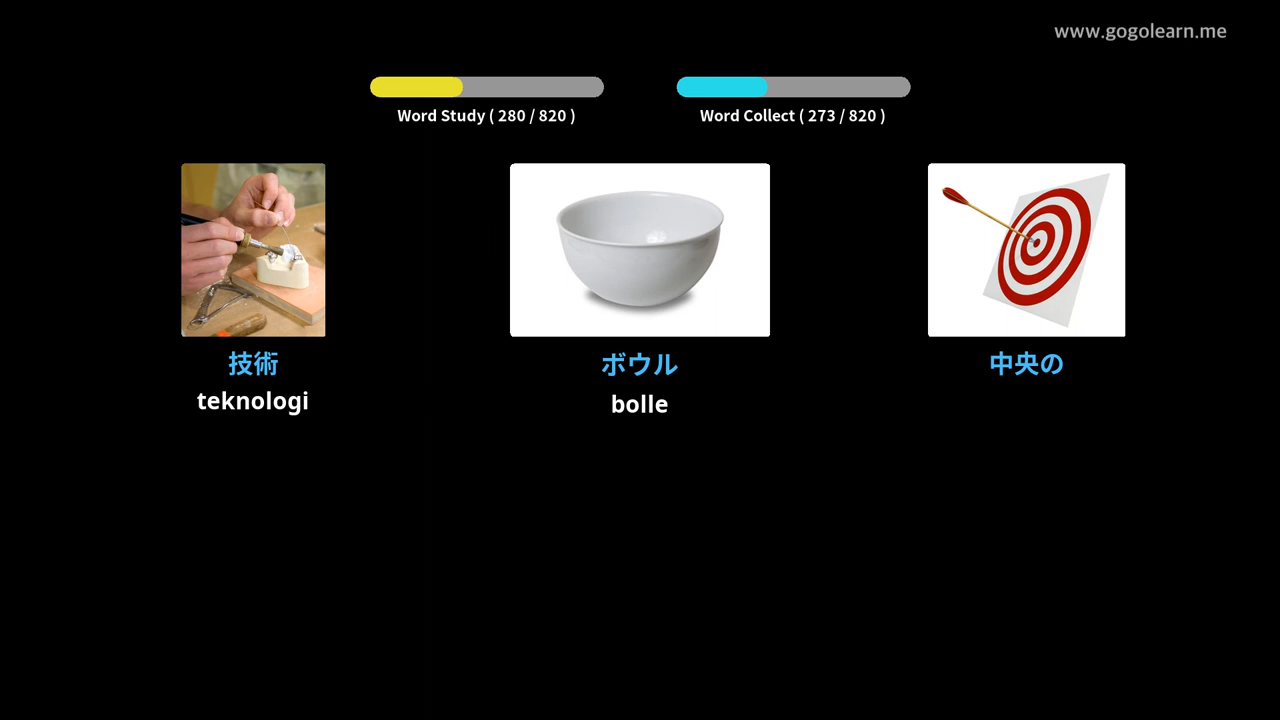 www.gogolearn.me
Word Study ( 280 / 820 )
Word Collect ( 273 / 820 )
技術
ボウル
中央の
teknologi
bolle